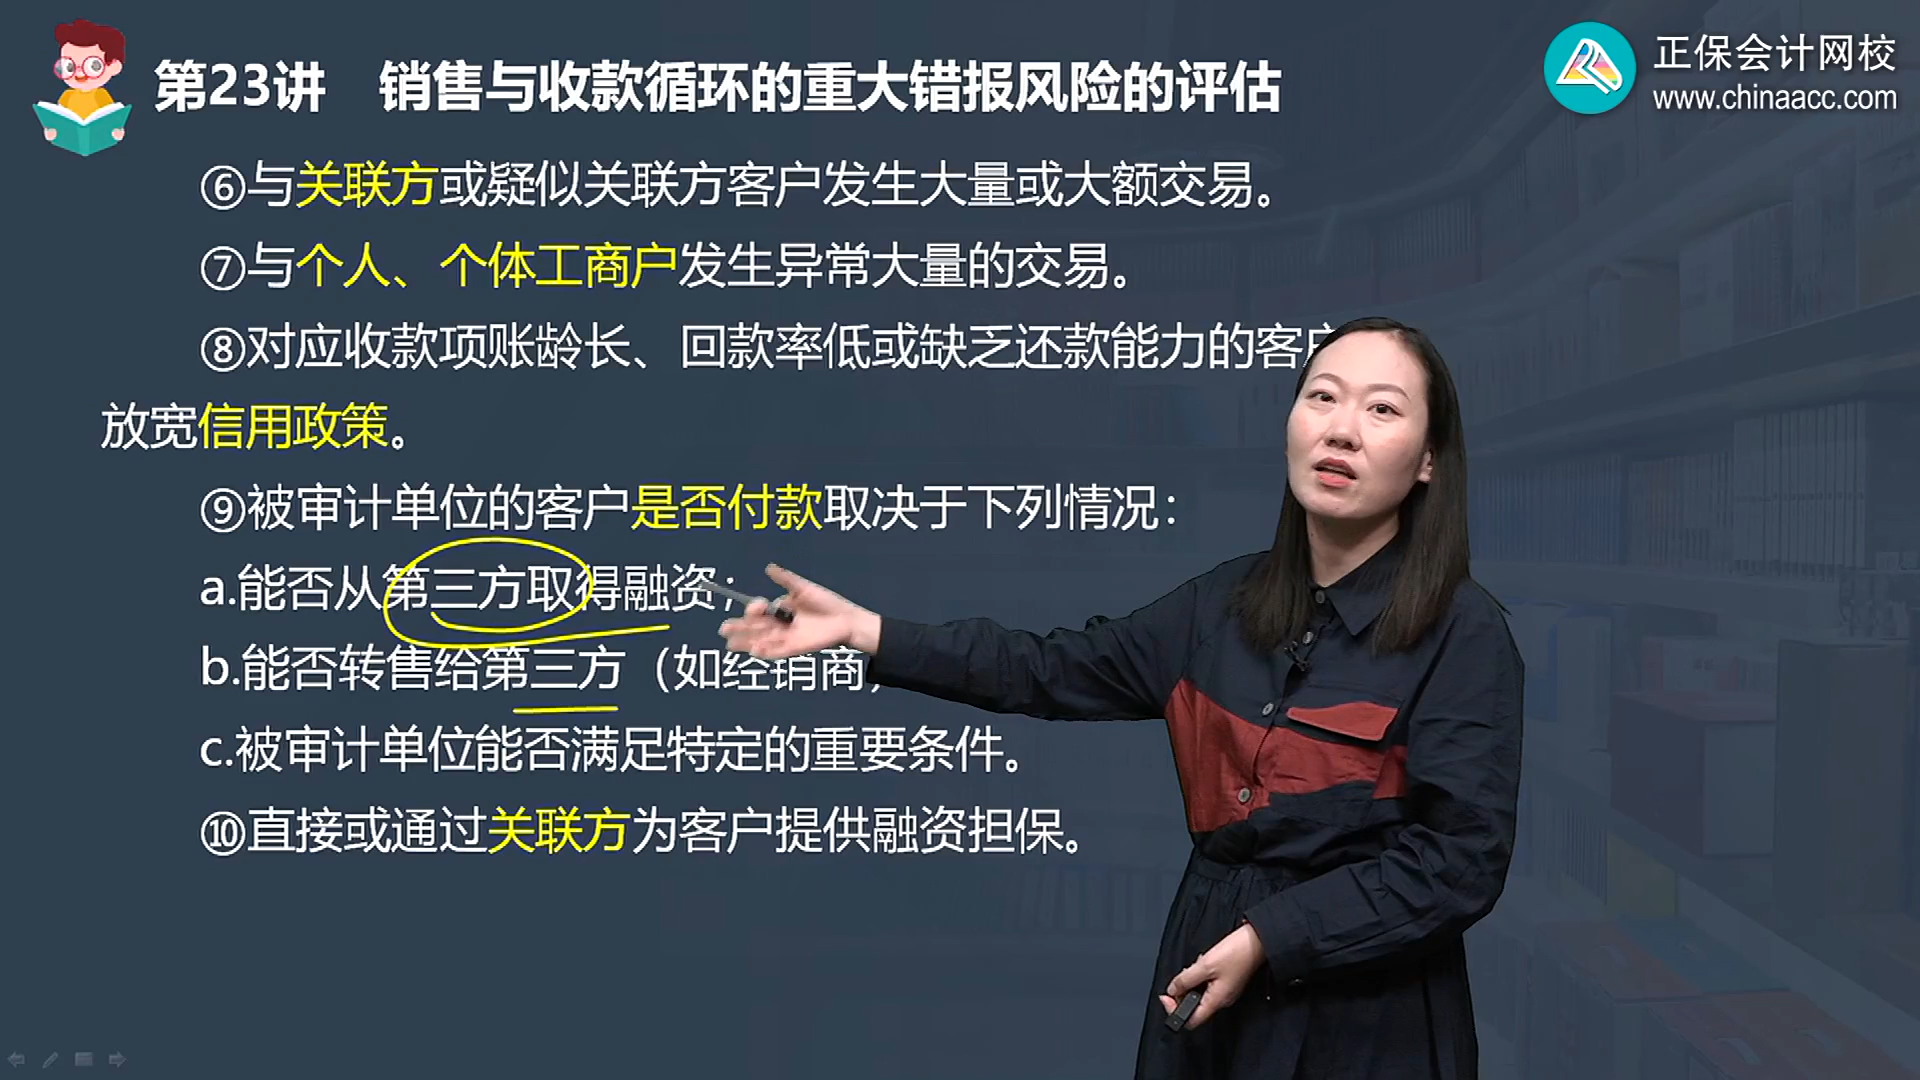 第23讲 销售与收款循环的重大错报风险的评估
正保会计网校
www.chinaacc.com
⑥与关联方或疑似关联方客户发生大量或大额交易。
⑦与个人、个体工商户发生异常大量的交易。
⑧对应收款项账龄长、回款率低或缺乏还款能力的客户
放宽信用政策。
⑨被审计单位的客户是否付款取决于下列情况：
a.能否从第三方取得融资；
b.能否转售给第三方（如经销商
c.被审计单位能否满足特定的重要条件。
⑩直接或通过关联方为客户提供融资担保。